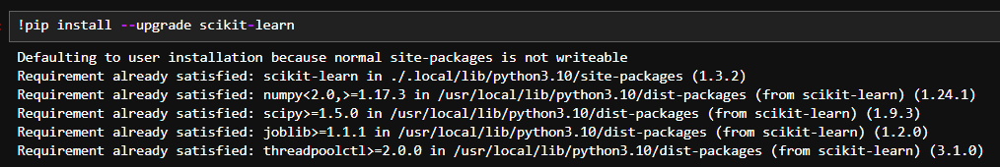 !pip install --upgrade scikit-learn
Defaulting to user installation because normal site-packages is not writeable
Requirement already satisfied: scikit-learn in ./.local/lib/python3.10/site-packages (1.3.2)
Requirement already satisfied: numpy<2.0,>=1.17.3 in /usr/local/lib/python3.10/dist-packages (from scikit-learn) (1.24.1)
Requirement already satisfied: scipy>=1.5.0 in /usr/local/lib/python3.10/dist-packages (from scikit-learn) (1.9.3)
Requirement already satisfied: joblib>=1.1.1 in /usr/local/lib/python3.10/dist-packages (from scikit-learn) (1.2.0)
Requirement already satisfied: threadpoolctl>=2.0.0 in /usr/local/lib/python3.10/dist-packages (from scikit-learn) (3.1.0)